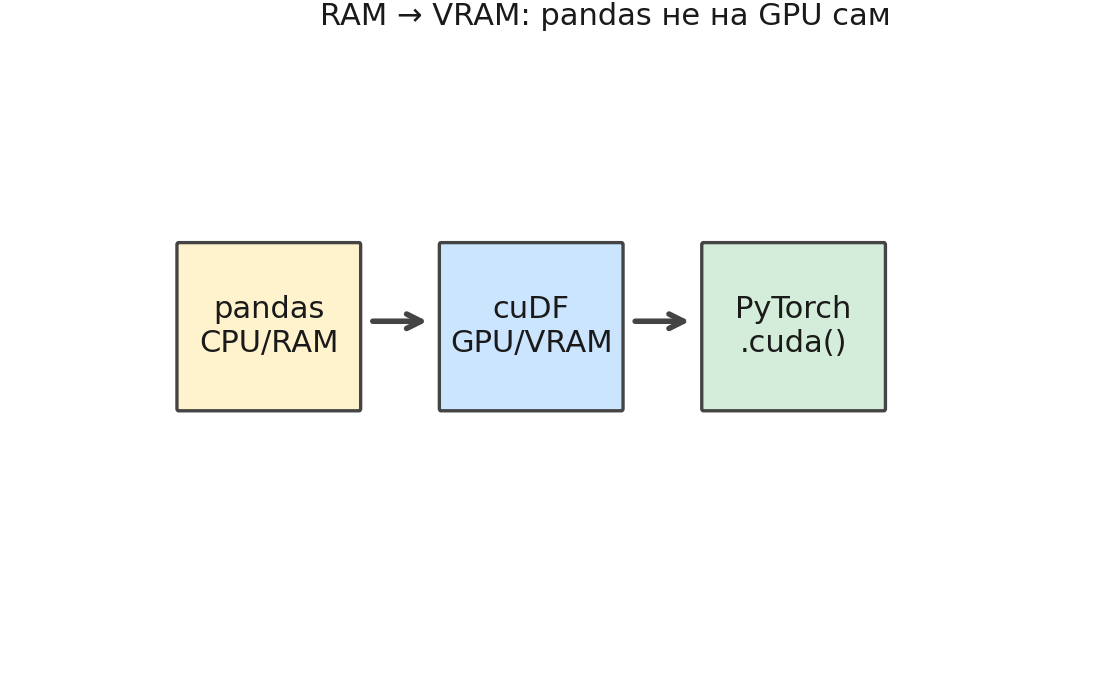 RAM → VRAM: pandas не на GPU сам
pandas
CPU/RAM
cuDF
GPU/VRAM
PyTorch
.cuda()